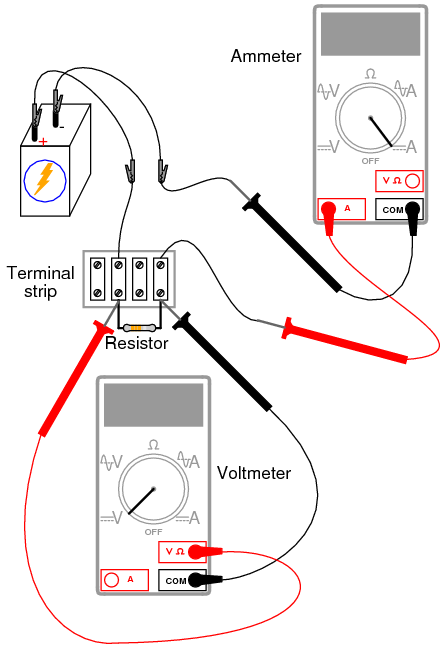 Ammeter
Ω
V
A
V
A
OFF
V Ω
A
COM
+
-
Terminal
strip
Resistor
Voltmeter
Ω
V
A
V
A
OFF
V Ω
A
COM